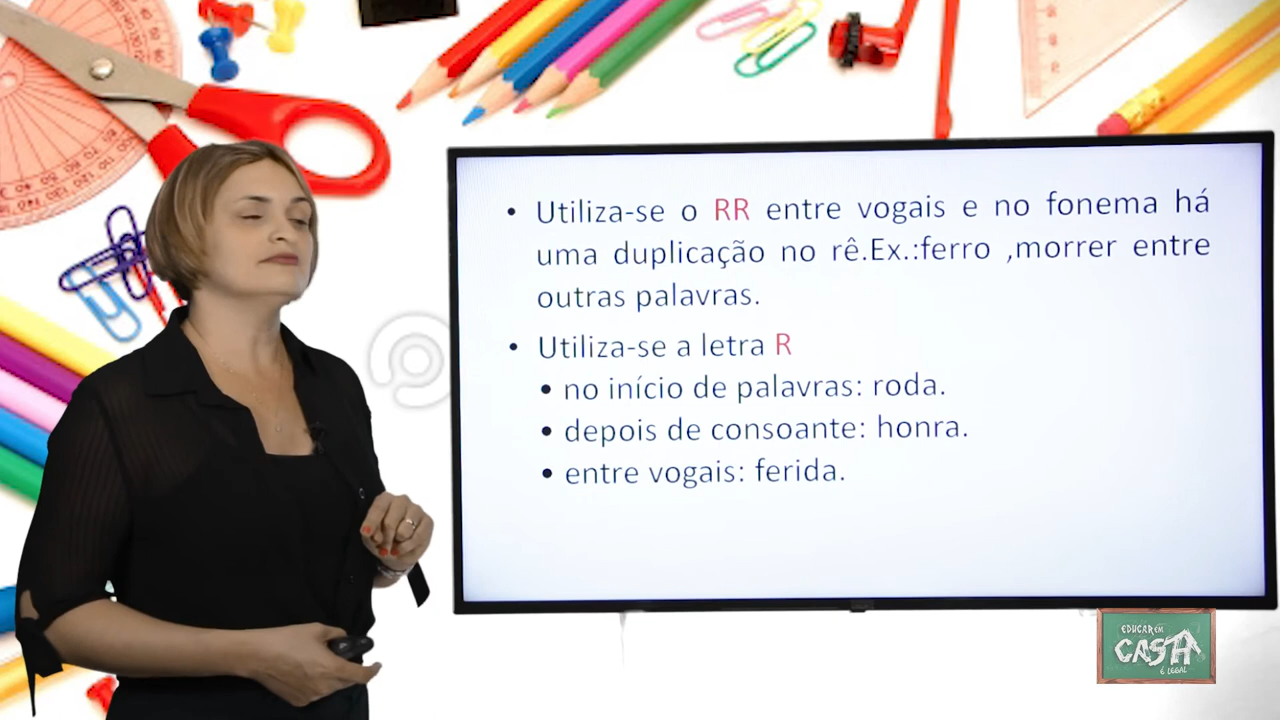 • Utiliza-se o RR entre vogais e no fonema há
uma duplicação no rê.Ex.:ferro ,morrer entre
outras palavras.
• Utiliza-se a letra R
• no início de palavras: roda.
• depois de consoante: honra.
• entre vogais: ferida.
EDUCAR EM
CASA
É LEGAL